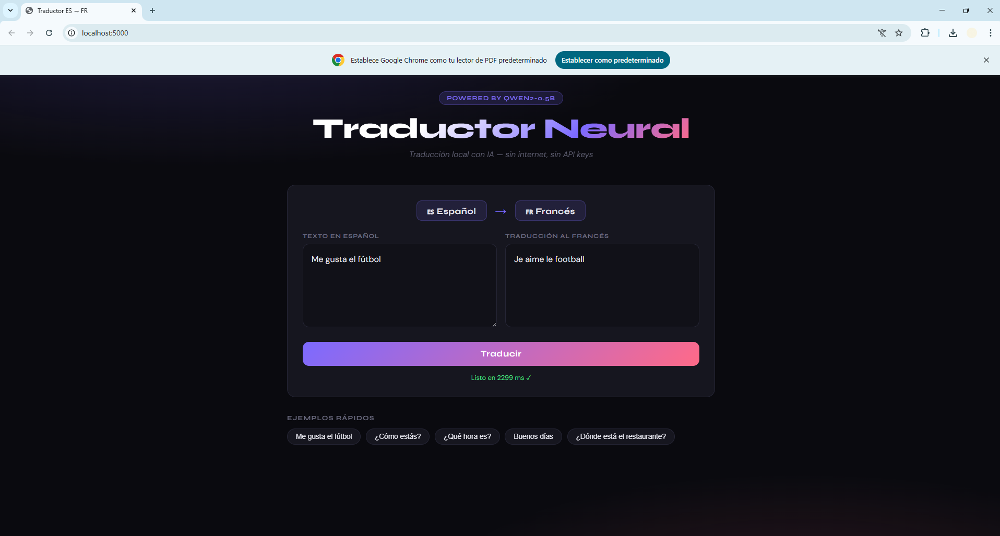 Traductor ES → FR
localhost:5000
Establece Google Chrome como tu lector de PDF predeterminado
Establecer como predeterminado
POWERED BY QWEN2-0.5B
Traductor Neural
Traducción local con IA — sin internet, sin API keys
ES Español → FR Francés
TEXTO EN ESPAÑOL
TRADUCCIÓN AL FRANCÉS
Me gusta el fútbol
Je aime le football
Traducir
Listo en 2299 ms ✓
EJEMPLOS RÁPIDOS
Me gusta el fútbol
¿Cómo estás?
¿Qué hora es?
Buenos días
¿Dónde está el restaurante?